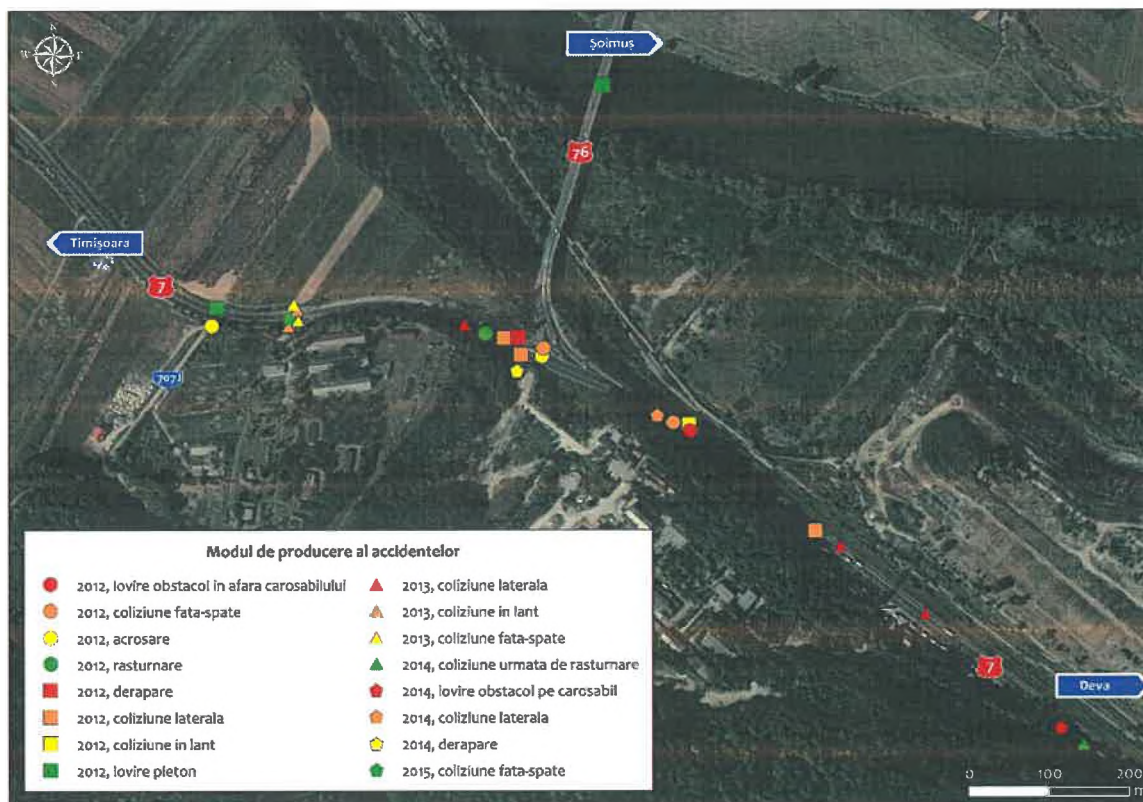 N
W
E
Șoimuș
76
Timișoara
7
707J
7
Deva
Modul de producere al accidentelor
2012, lovire obstacol in afara carosabilului
2012, coliziune fata-spate
2012, acrosare
2012, rasturnare
2012, derapare
2012, coliziune laterala
2012, coliziune in lant
2012, lovire pieton
2013, coliziune laterala
2013, coliziune in lant
2013, coliziune fata-spate
2014, coliziune urmata de rasturnare
2014, lovire obstacol pe carosabil
2014, coliziune laterala
2014, derapare
2015, coliziune fata-spate
0 100 200
m